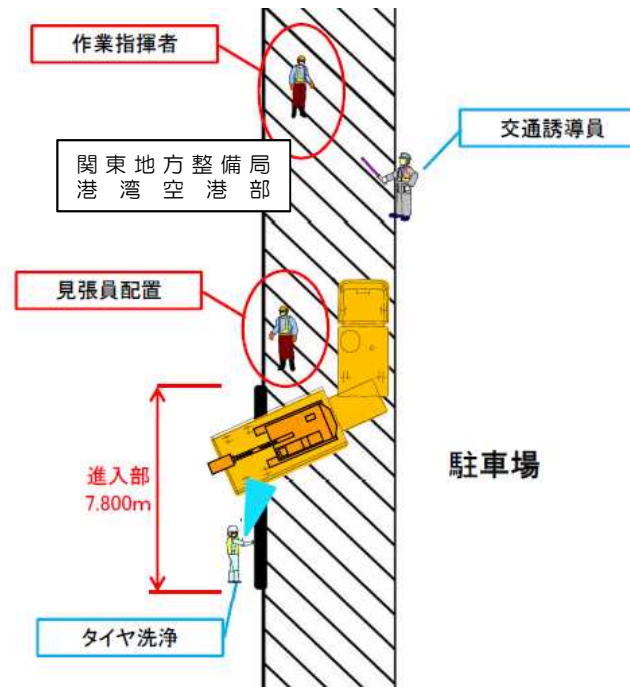 作業指揮者
交通誘導員
関東地方整備局
港湾空港部
見張員配置
進入部
7.800m
駐車場
タイヤ洗浄